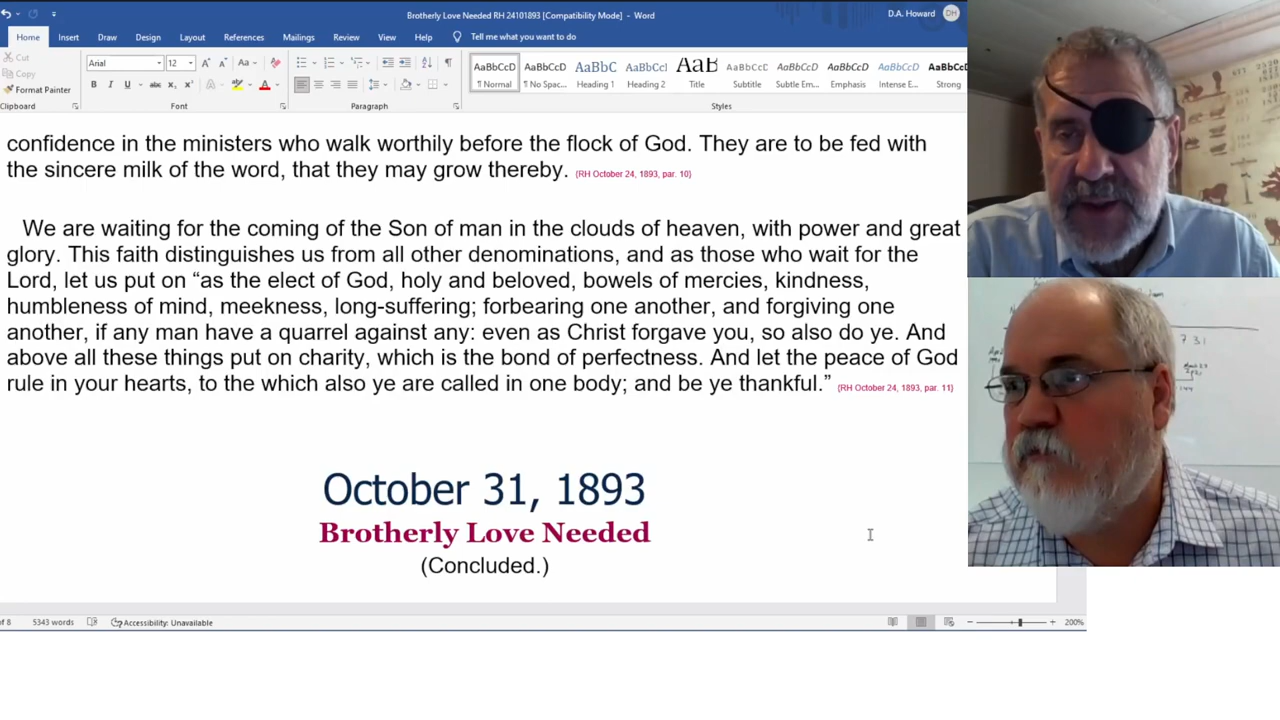 Brotherly Love Needed RH 24101893 [Compatibility Mode] - Word
D.A. Howard
DH
Home Insert Draw Design Layout References Mailings Review View Help Tell me what you want to do
Cut
Copy
Format Painter
Arial 12
Clipboard Font Paragraph Styles
AaBbCcD AaBbCcD AaBbC AaBbCcD AaB AaBbCcD AaBbCcD AaBbCcD AaBbCcD AaBbCcD
¶ Normal ¶ No Spac... Heading 1 Heading 2 Title Subtitle Subtle Em... Emphasis Intense E... Strong
confidence in the ministers who walk worthily before the flock of God. They are to be fed with
the sincere milk of the word, that they may grow thereby. {RH October 24, 1893, par. 10}
We are waiting for the coming of the Son of man in the clouds of heaven, with power and great
glory. This faith distinguishes us from all other denominations, and as those who wait for the
Lord, let us put on “as the elect of God, holy and beloved, bowels of mercies, kindness,
humbleness of mind, meekness, long-suffering; forbearing one another, and forgiving one
another, if any man have a quarrel against any: even as Christ forgave you, so also do ye. And
above all these things put on charity, which is the bond of perfectness. And let the peace of God
rule in your hearts, to the which also ye are called in one body; and be ye thankful.” {RH October 24, 1893, par. 11}
October 31, 1893
Brotherly Love Needed
(Concluded.)
of 8 5343 words Accessibility: Unavailable 200%